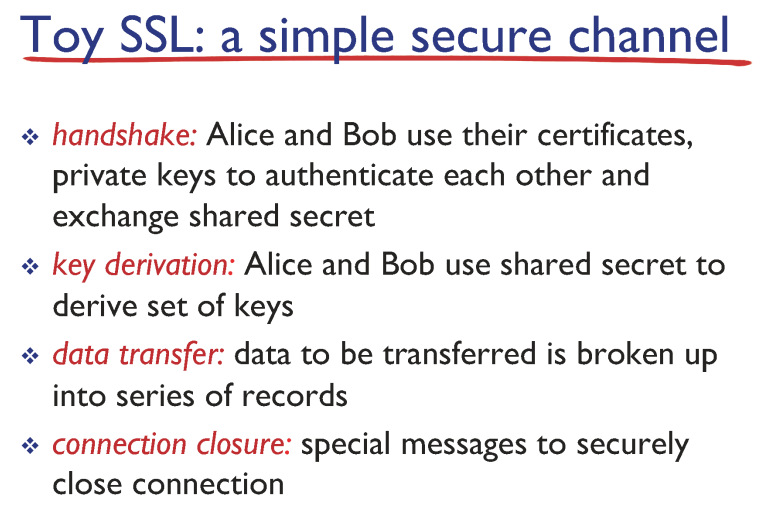 Toy SSL: a simple secure channel
❖ handshake: Alice and Bob use their certificates,
private keys to authenticate each other and
exchange shared secret
❖ key derivation: Alice and Bob use shared secret to
derive set of keys
❖ data transfer: data to be transferred is broken up
into series of records
❖ connection closure: special messages to securely
close connection